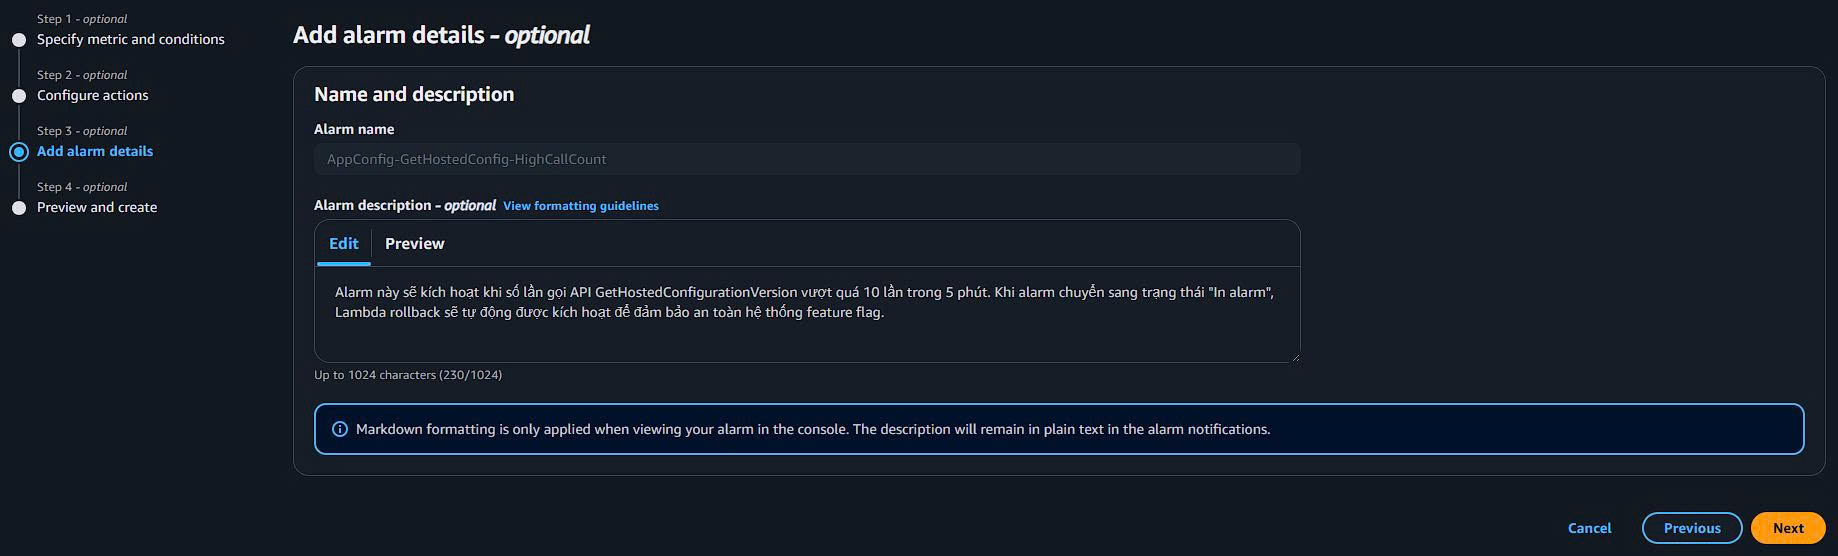 Step 1 - optional
Specify metric and conditions
Step 2 - optional
Configure actions
Step 3 - optional
Add alarm details
Step 4 - optional
Preview and create
Add alarm details - optional
Name and description
Alarm name
AppConfig-GetHostedConfig-HighCallCount
Alarm description - optional View formatting guidelines
Edit Preview
Alarm này sẽ kích hoạt khi số lần gọi API GetHostedConfigurationVersion vượt quá 10 lần trong 5 phút. Khi alarm chuyển sang trạng thái "In alarm",
Lambda rollback sẽ tự động được kích hoạt để đảm bảo an toàn hệ thống feature flag.
Up to 1024 characters (230/1024)
Markdown formatting is only applied when viewing your alarm in the console. The description will remain in plain text in the alarm notifications.
Cancel Previous Next